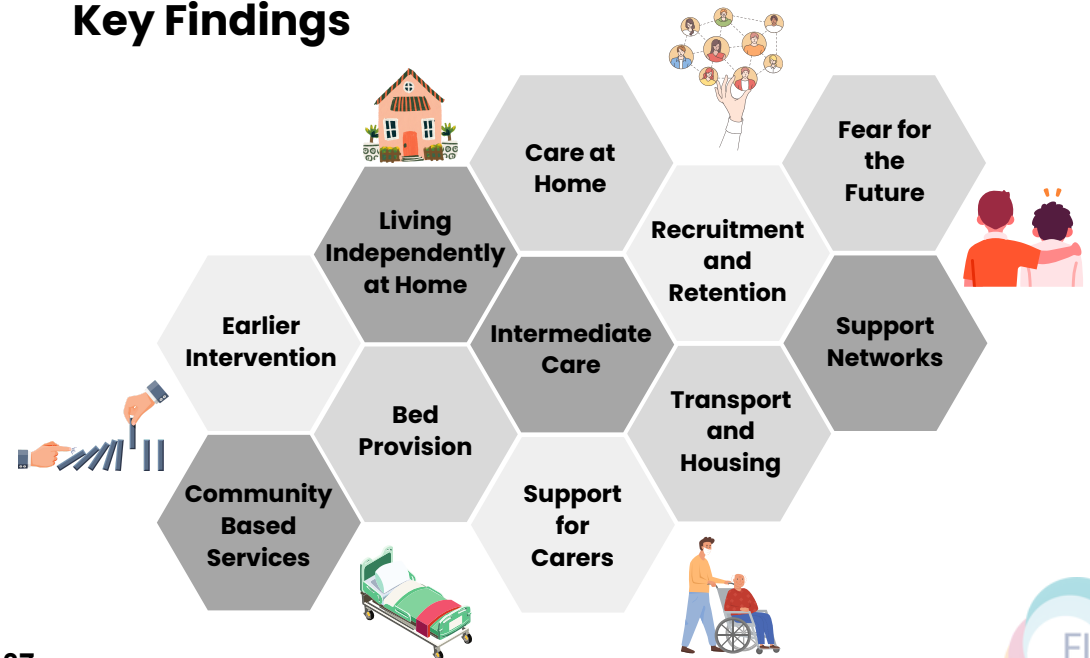 Key Findings
Care at
Home
Fear for
the
Future
Living
Independently
at Home
Recruitment
and
Retention
Earlier
Intervention
Intermediate
Care
Support
Networks
Bed
Provision
Transport
and
Housing
Community
Based
Services
Support
for
Carers